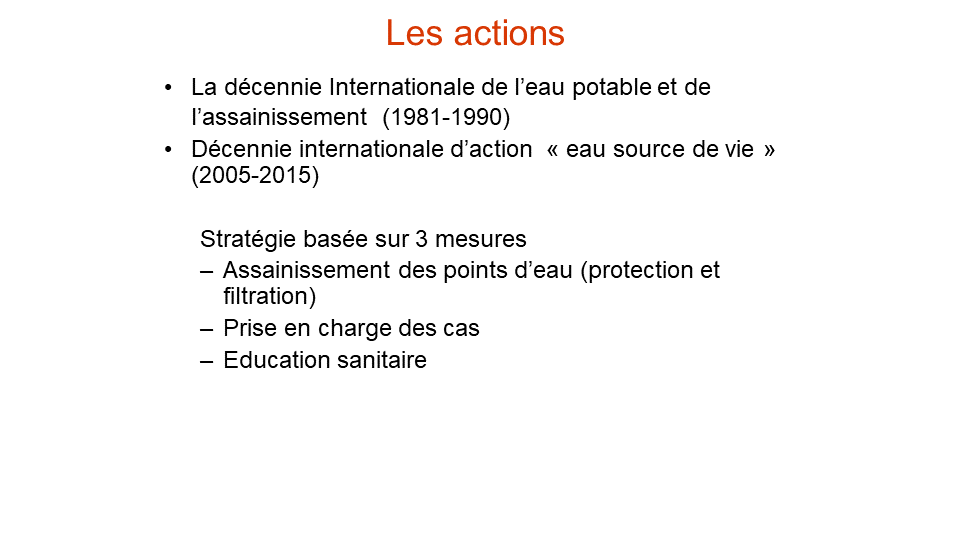 Les actions
• La décennie Internationale de l’eau potable et de
l’assainissement (1981-1990)
• Décennie internationale d’action « eau source de vie »
(2005-2015)
Stratégie basée sur 3 mesures
– Assainissement des points d’eau (protection et
filtration)
– Prise en charge des cas
– Education sanitaire